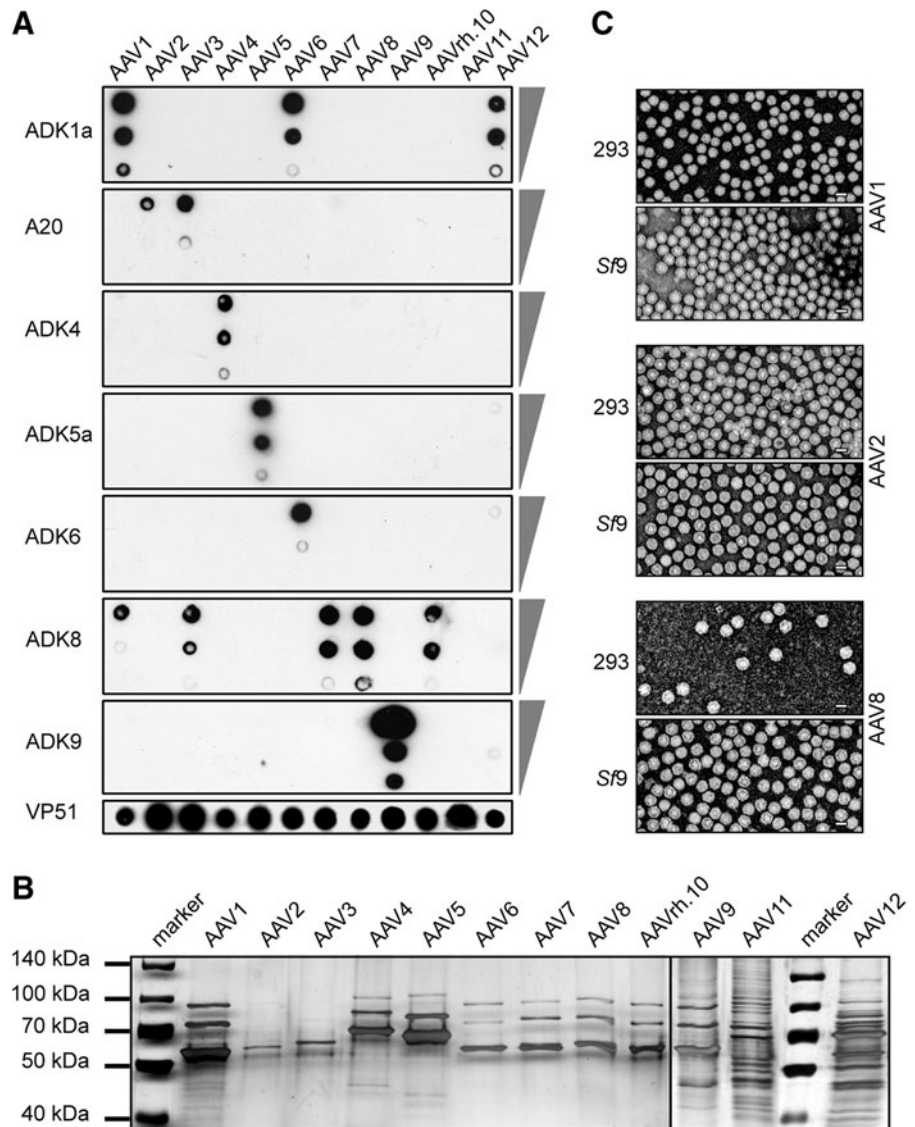 A
AAV1 AAV2 AAV3 AAV4 AAV5 AAV6 AAV7 AAV8 AAV9 AAVrh.10 AAV11 AAV12
ADK1a
A20
ADK4
ADK5a
ADK6
ADK8
ADK9
VP51
C
293
Sf9
AAV1
293
Sf9
AAV2
293
Sf9
AAV8
B
marker AAV1 AAV2 AAV3 AAV4 AAV5 AAV6 AAV7 AAV8 AAVrh.10 AAV9 AAV11 marker AAV12
140 kDa
100 kDa
70 kDa
50 kDa
40 kDa